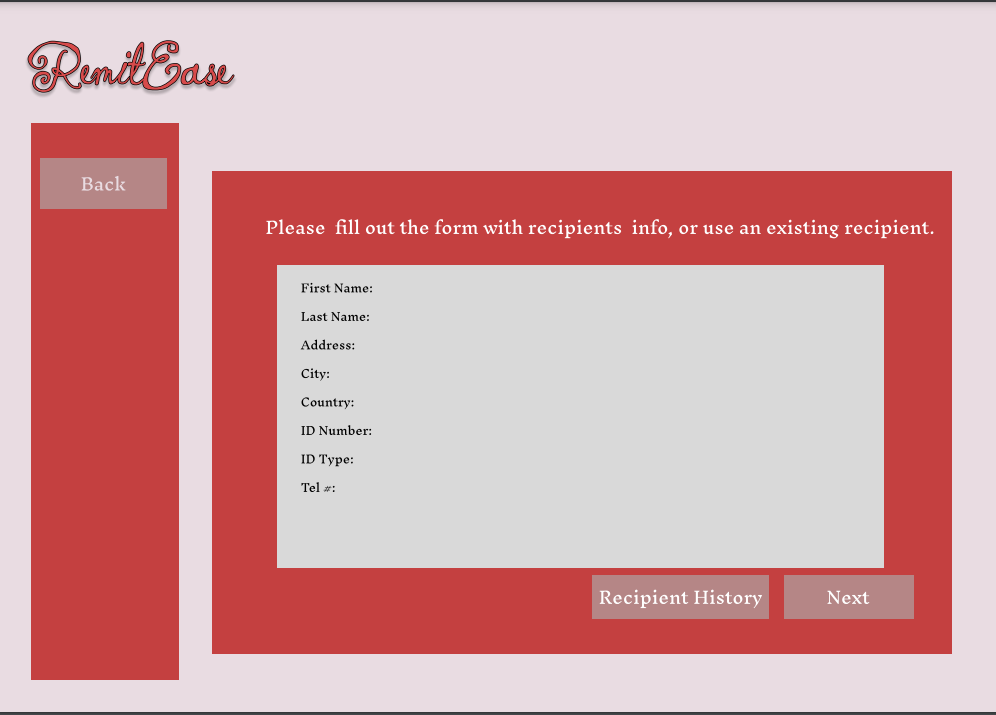 RemitEase
Back
Please fill out the form with recipients info, or use an existing recipient.
First Name:
Last Name:
Address:
City:
Country:
ID Number:
ID Type:
Tel #:
Recipient History
Next